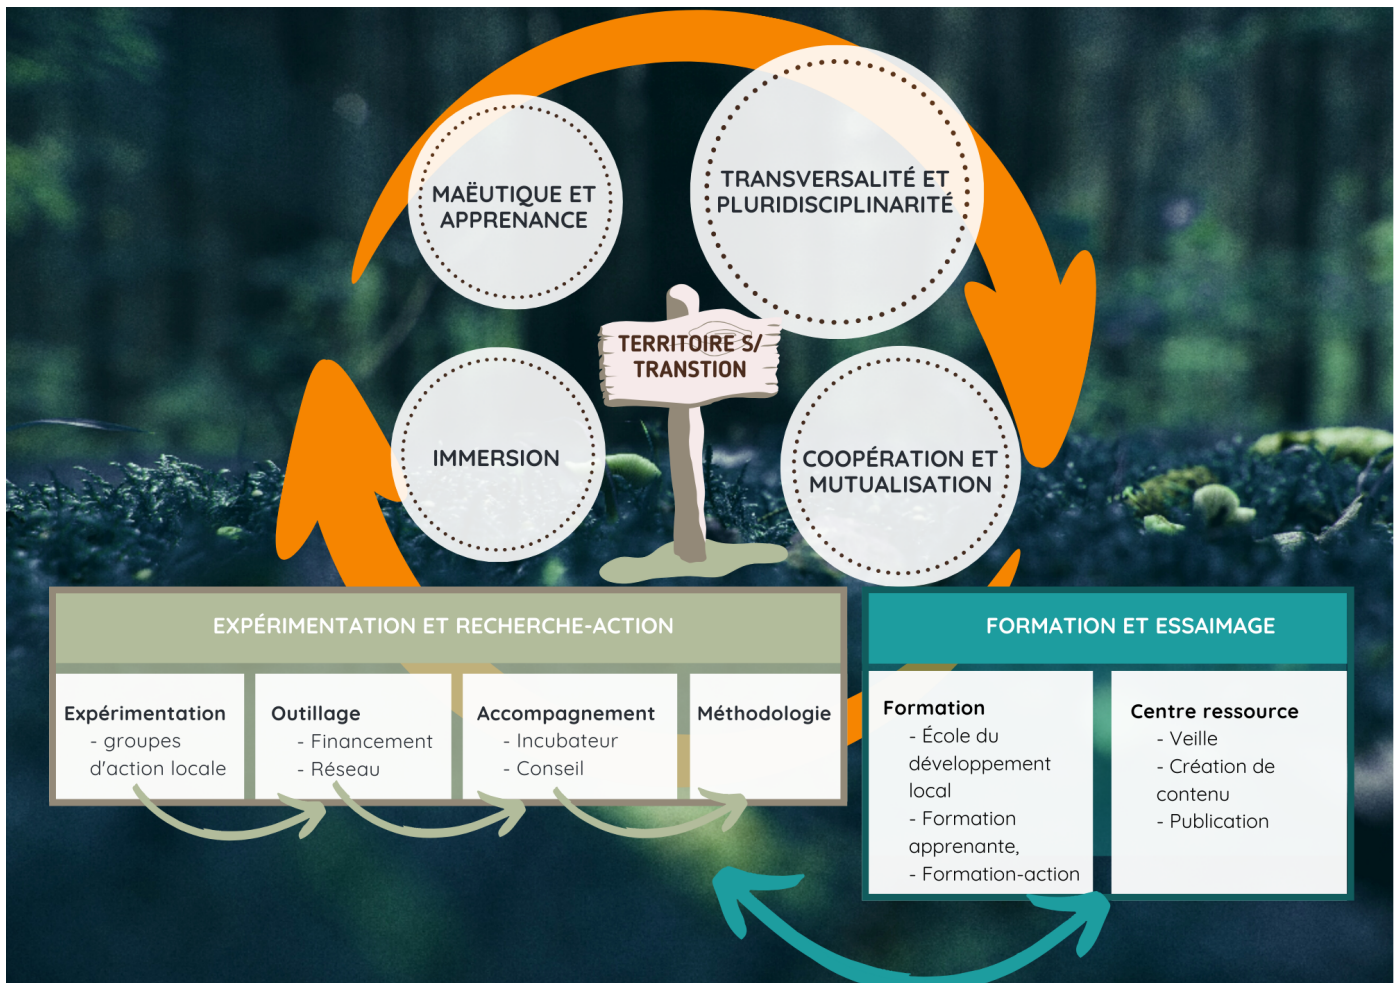 MAËUTIQUE ET
APPRENANCE
TRANSVERSALITÉ ET
PLURIDISCIPLINARITÉ
TERRITOIRE S/
TRANSTION
IMMERSION
COOPÉRATION ET
MUTUALISATION
EXPÉRIMENTATION ET RECHERCHE-ACTION
Expérimentation
- groupes
d'action locale
Outillage
- Financement
- Réseau
Accompagnement
- Incubateur
- Conseil
Méthodologie
FORMATION ET ESSAIMAGE
Formation
- École du
développement
local
- Formation
apprenante,
- Formation-action
Centre ressource
- Veille
- Création de
contenu
- Publication